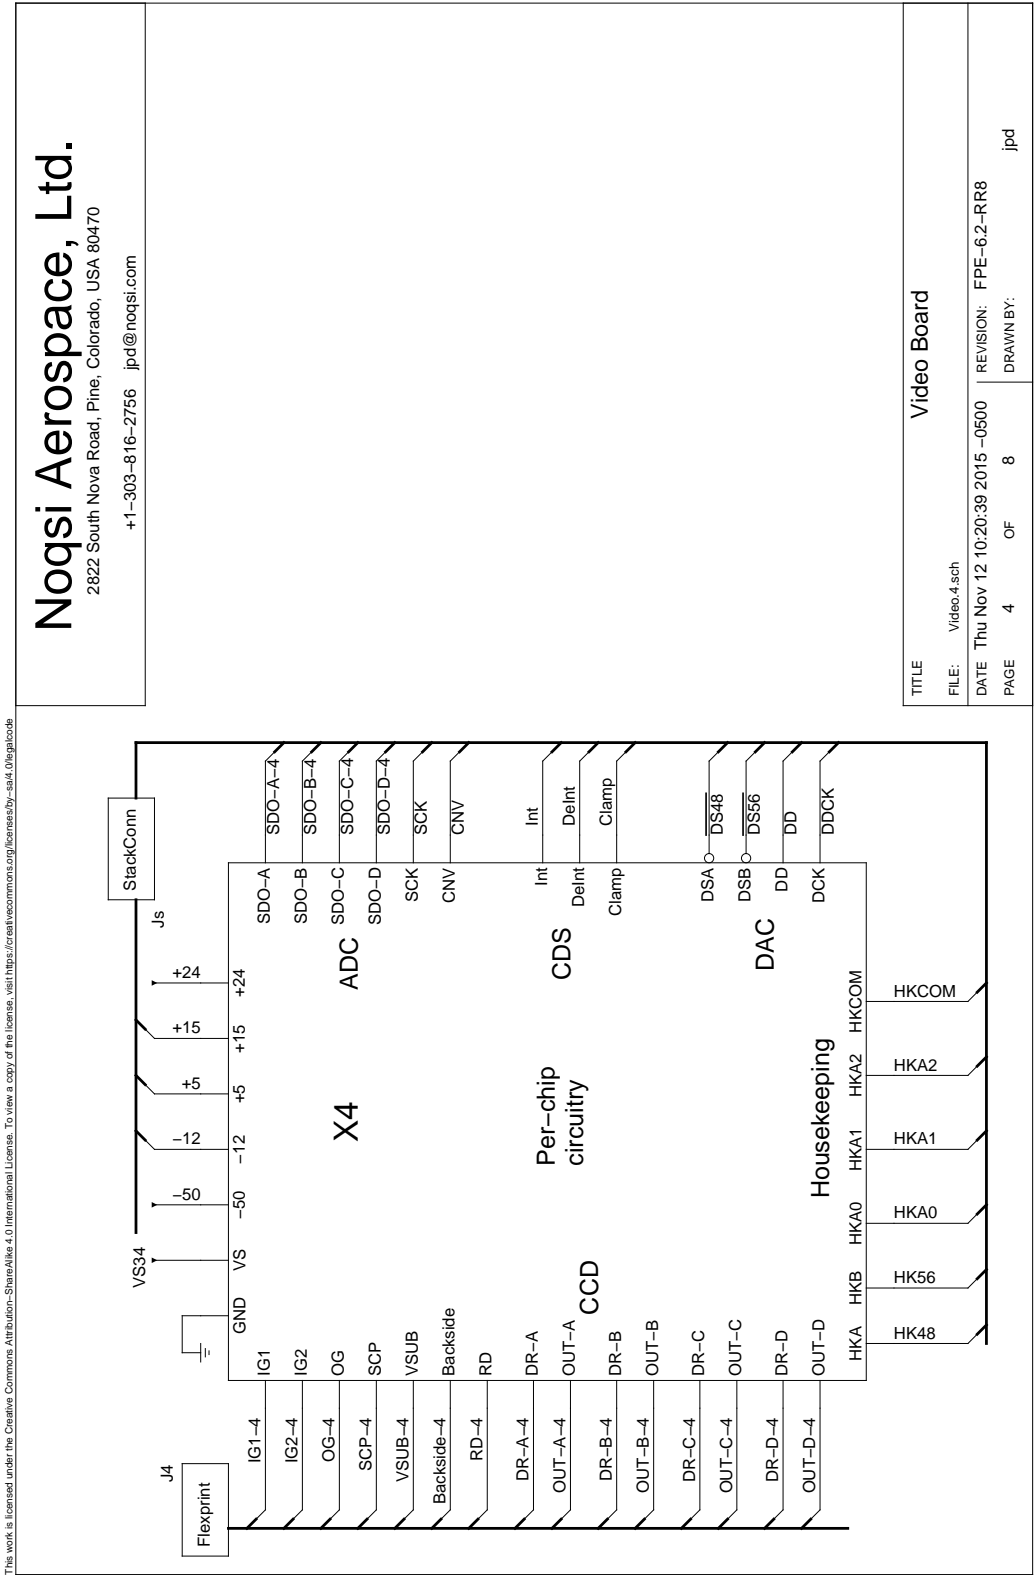 This work is licensed under the Creative Commons Attribution−ShareAlike 4.0 International License. To view a copy of the license, visit https://creativecommons.org/licenses/by−sa/4.0/legalcode
Noqsi Aerospace, Ltd.
2822 South Nova Road, Pine, Colorado, USA 80470
+1−303−816−2756 jpd@noqsi.com
J4
Flexprint
IG1−4
IG2−4
OG−4
SCP−4
VSUB−4
Backside−4
RD−4
DR−A−4
OUT−A−4
DR−B−4
OUT−B−4
DR−C−4
OUT−C−4
DR−D−4
OUT−D−4
IG1
IG2
OG
SCP
VSUB
Backside
RD
DR−A
OUT−A
DR−B
OUT−B
DR−C
OUT−C
DR−D
OUT−D
VS34
−50
−12
+5
+15
+24
GND
VS
−50
−12
+5
+15
+24
Js
StackConn
X4
Per−chip
circuitry
CCD
ADC
CDS
DAC
Housekeeping
SDO−A
SDO−B
SDO−C
SDO−D
SCK
CNV
Int
DeInt
Clamp
DSA
DSB
DD
DCK
SDO−A−4
SDO−B−4
SDO−C−4
SDO−D−4
SCK
CNV
Int
DeInt
Clamp
DS48
DS56
DD
DDCK
HKA
HKB
HKA0
HKA1
HKA2
HKCOM
HK48
HK56
HKA0
HKA1
HKA2
HKCOM
TITLE
Video Board
FILE: Video.4.sch
DATE Thu Nov 12 10:20:39 2015 −0500 REVISION: FPE−6.2−RR8
PAGE 4 OF 8 DRAWN BY: jpd